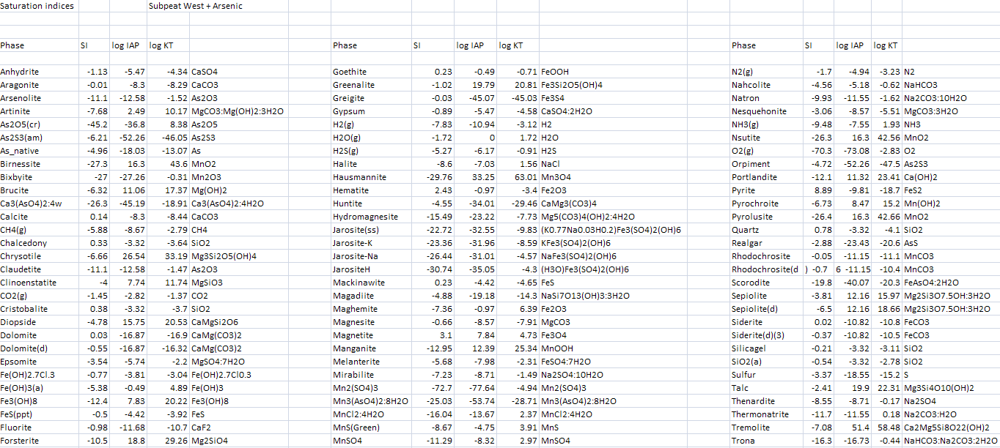 Saturation indices Subpeat West + Arsenic
Phase SI log IAP log KT Phase SI log IAP log KT Phase SI log IAP log KT
Anhydrite -1.13 -5.47 -4.34 CaSO4 Goethite 0.23 -0.49 -0.71 FeOOH N2(g) -1.7 -4.94 -3.23 N2
Aragonite -0.01 -8.3 -8.29 CaCO3 Greenalite -1.02 19.79 20.81 Fe3Si2O5(OH)4 Nahcolite -4.56 -5.18 -0.62 NaHCO3
Arsenolite -11.1 -12.58 -1.52 As2O3 Greigite -0.03 -45.07 -45.03 Fe3S4 Natron -9.93 -11.55 -1.62 Na2CO3:10H2O
Artinite -7.68 2.49 10.17 MgCO3:Mg(OH)2:3H2O Gypsum -0.89 -5.47 -4.58 CaSO4:2H2O Nesquehonite -3.06 -8.57 -5.51 MgCO3:3H2O
As2O5(cr) -45.2 -36.8 8.38 As2O5 H2(g) -7.83 -10.94 -3.12 H2 NH3(g) -9.48 -7.55 1.93 NH3
As2S3(am) -6.21 -52.26 -46.05 As2S3 H2O(g) -1.72 0 1.72 H2O Nsutite -26.3 16.3 42.56 MnO2
As_native -4.96 -18.03 -13.07 As H2S(g) -5.27 -6.17 -0.91 H2S O2(g) -70.3 -73.08 -2.83 O2
Birnessite -27.3 16.3 43.6 MnO2 Halite -8.6 -7.03 1.56 NaCl Orpiment -4.72 -52.26 -47.5 As2S3
Bixbyite -27 -27.26 -0.31 Mn2O3 Hausmannite -29.76 33.25 63.01 Mn3O4 Portlandite -12.1 11.32 23.41 Ca(OH)2
Brucite -6.32 11.06 17.37 Mg(OH)2 Hematite 2.43 -0.97 -3.4 Fe2O3 Pyrite 8.89 -9.81 -18.7 FeS2
Ca3(AsO4)2:4w -26.3 -45.19 -18.91 Ca3(AsO4)2:4H2O Huntite -4.55 -34.01 -29.46 CaMg3(CO3)4 Pyrochroite -6.73 8.47 15.2 Mn(OH)2
Calcite 0.14 -8.3 -8.44 CaCO3 Hydromagnesite -15.49 -23.22 -7.73 Mg5(CO3)4(OH)2:4H2O Pyrolusite -26.4 16.3 42.66 MnO2
CH4(g) -5.88 -8.67 -2.79 CH4 Jarosite(ss) -22.72 -32.55 -9.83 (K0.77Na0.03H0.2)Fe3(SO4)2(OH)6 Quartz 0.78 -3.32 -4.1 SiO2
Chalcedony 0.33 -3.32 -3.64 SiO2 Jarosite-K -23.36 -31.96 -8.59 KFe3(SO4)2(OH)6 Realgar -2.88 -23.43 -20.6 AsS
Chrysotile -6.66 26.54 33.19 Mg3Si2O5(OH)4 Jarosite-Na -26.44 -31.01 -4.57 NaFe3(SO4)2(OH)6 Rhodochrosite -0.05 -11.15 -11.1 MnCO3
Claudetite -11.1 -12.58 -1.47 As2O3 JarositeH -30.74 -35.05 -4.3 (H3O)Fe3(SO4)2(OH)6 Rhodochrosite(d ) -0.7 6 -11.15 -10.4 MnCO3
Clinoenstatite -4 7.74 11.74 MgSiO3 Mackinawite 0.23 -4.42 -4.65 FeS Scorodite -19.8 -40.07 -20.3 FeAsO4:2H2O
CO2(g) -1.45 -2.82 -1.37 CO2 Magadiite -4.88 -19.18 -14.3 NaSi7O13(OH)3:3H2O Sepiolite -3.81 12.16 15.97 Mg2Si3O7.5OH:3H2O
Cristobalite 0.38 -3.32 -3.7 SiO2 Maghemite -7.36 -0.97 6.39 Fe2O3 Sepiolite(d) -6.5 12.16 18.66 Mg2Si3O7.5OH:3H2O
Diopside -4.78 15.75 20.53 CaMgSi2O6 Magnesite -0.66 -8.57 -7.91 MgCO3 Siderite 0.02 -10.82 -10.8 FeCO3
Dolomite 0.03 -16.87 -16.9 CaMg(CO3)2 Magnetite 3.1 7.84 4.73 Fe3O4 Siderite(d)(3) -0.37 -10.82 -10.5 FeCO3
Dolomite(d) -0.55 -16.87 -16.32 CaMg(CO3)2 Manganite -12.95 12.39 25.34 MnOOH Silicagel -0.21 -3.32 -3.11 SiO2
Epsomite -3.54 -5.74 -2.2 MgSO4:7H2O Melanterite -5.68 -7.98 -2.31 FeSO4:7H2O SiO2(a) -0.54 -3.32 -2.78 SiO2
Fe(OH)2.7Cl.3 -0.77 -3.81 -3.04 Fe(OH)2.7Cl0.3 Mirabilite -7.23 -8.71 -1.49 Na2SO4:10H2O Sulfur -3.37 -18.55 -15.2 S
Fe(OH)3(a) -5.38 -0.49 4.89 Fe(OH)3 Mn2(SO4)3 -72.7 -77.64 -4.94 Mn2(SO4)3 Talc -2.41 19.9 22.31 Mg3Si4O10(OH)2
Fe3(OH)8 -12.4 7.83 20.22 Fe3(OH)8 Mn3(AsO4)2:8H2O -25.03 -53.74 -28.71 Mn3(AsO4)2:8H2O Thenardite -8.55 -8.71 -0.17 Na2SO4
FeS(ppt) -0.5 -4.42 -3.92 FeS MnCl2:4H2O -16.04 -13.67 2.37 MnCl2:4H2O Thermonatrite -11.7 -11.55 0.18 Na2CO3:H2O
Fluorite -0.98 -11.68 -10.7 CaF2 MnS(Green) -8.67 -4.75 3.91 MnS Tremolite -7.08 51.4 58.48 Ca2Mg5Si8O22(OH)2
Forsterite -10.5 18.8 29.26 Mg2SiO4 MnSO4 -11.29 -8.32 2.97 MnSO4 Trona -16.3 -16.73 -0.44 NaHCO3:Na2CO3:2H2O